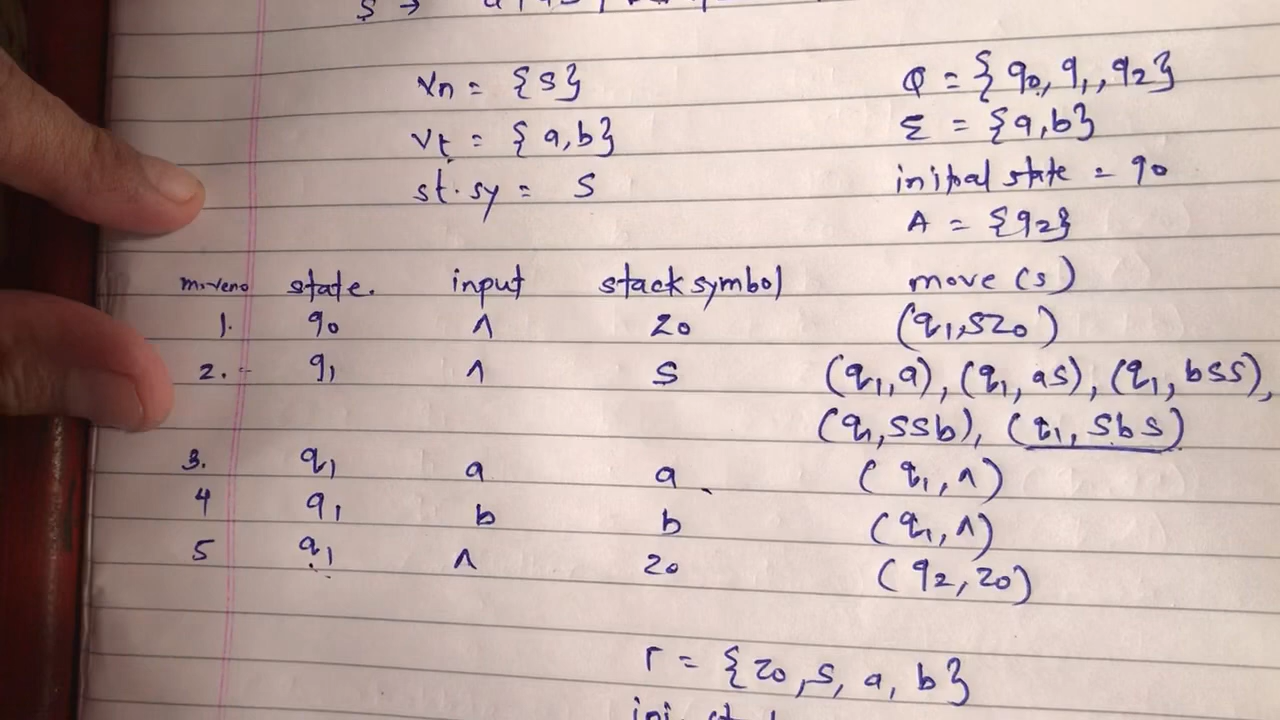 S →
Vn = {S} Q = {q0, q1, q2}
Vt = {a,b} Σ = {a,b}
st. sy = S initial state = q0
A = {q2}
move no state. input stack symbol move (s)
1. q0 ^ z0 (q1, Sz0)
2. q1 ^ S (q1, a), (q1, aS), (q1, bSS),
(q1, SSb), (q1, SbS)
3. q1 a a (q1, ^)
4 q1 b b (q1, ^)
5 q1 ^ z0 (q2, z0)
Γ = {z0, S, a, b}